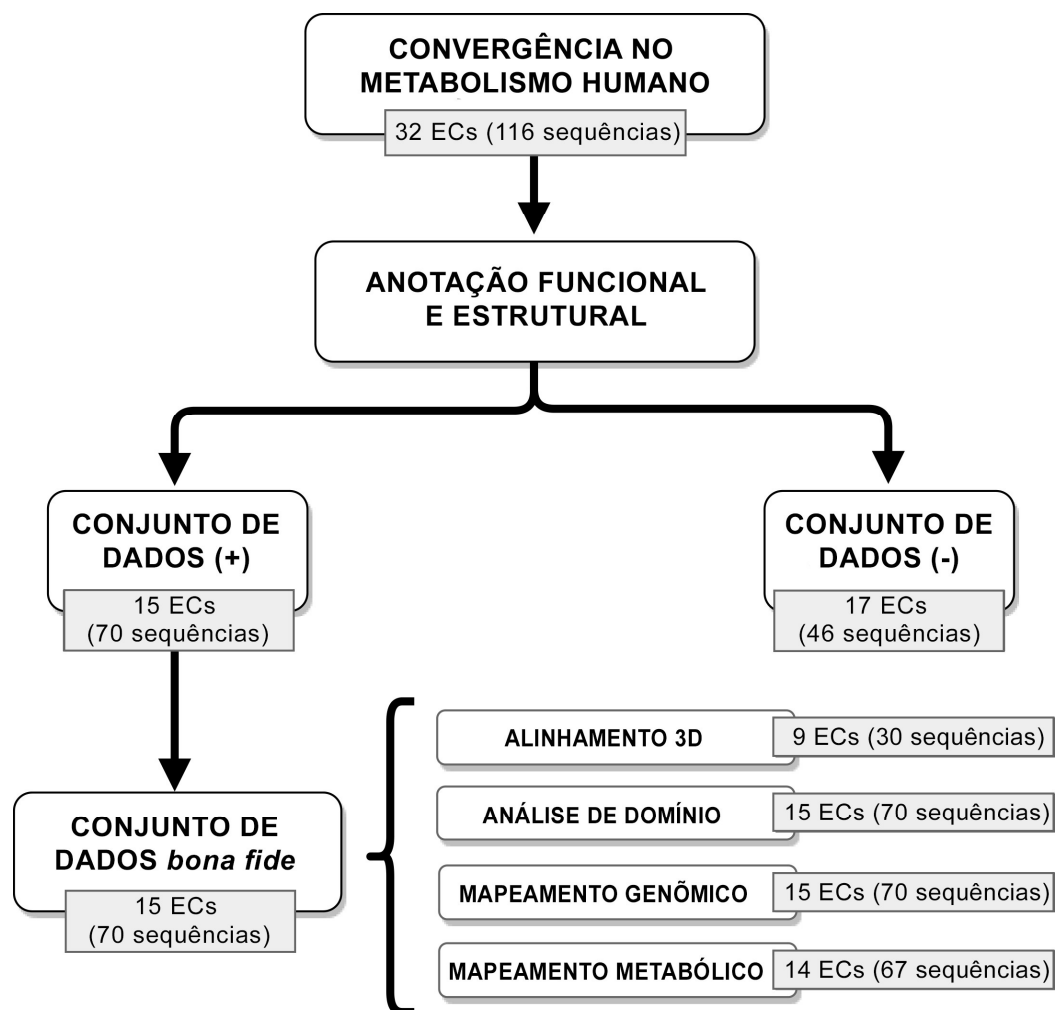 CONVERGÊNCIA NO
METABOLISMO HUMANO
32 ECs (116 sequências)
ANOTAÇÃO FUNCIONAL
E ESTRUTURAL
CONJUNTO DE
DADOS (+)
15 ECs
(70 sequências)
CONJUNTO DE
DADOS (-)
17 ECs
(46 sequências)
CONJUNTO DE
DADOS bona fide
15 ECs
(70 sequências)
ALINHAMENTO 3D
9 ECs (30 sequências)
ANÁLISE DE DOMÍNIO
15 ECs (70 sequências)
MAPEAMENTO GENÕMICO
15 ECs (70 sequências)
MAPEAMENTO METABÓLICO
14 ECs (67 sequências)